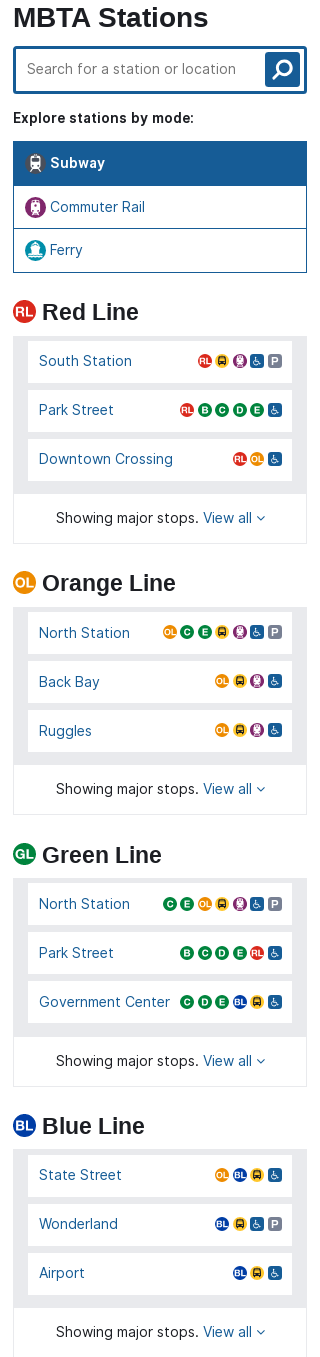 MBTA Stations
Search for a station or location
Explore stations by mode:
Subway
Commuter Rail
Ferry
RL Red Line
South Station RL P
Park Street RL B C D E
Downtown Crossing RL OL
Showing major stops. View all
OL Orange Line
North Station OL C E P
Back Bay OL
Ruggles OL
Showing major stops. View all
GL Green Line
North Station C E OL P
Park Street B C D E RL
Government Center C D E BL
Showing major stops. View all
BL Blue Line
State Street OL BL
Wonderland BL P
Airport BL
Showing major stops. View all